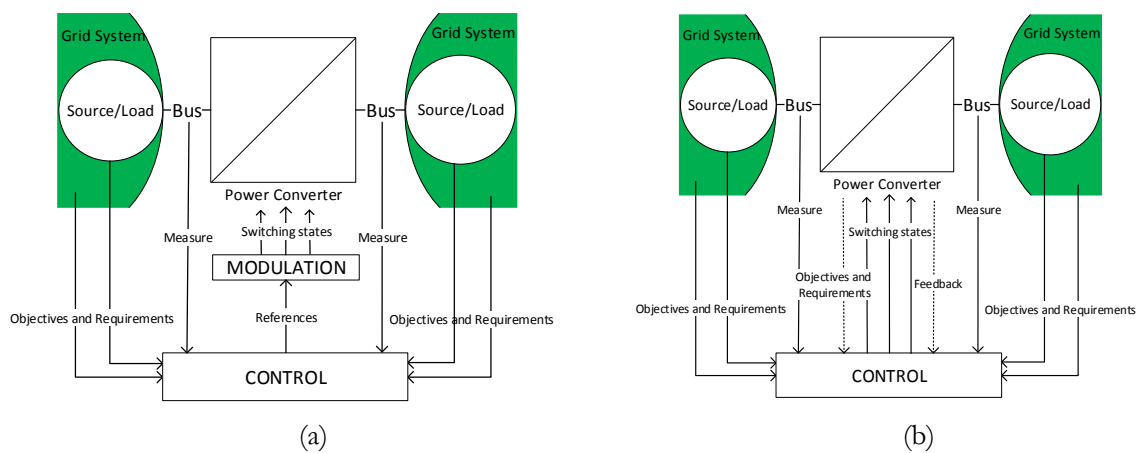 Grid System
Source/Load
Bus
Power Converter
Bus
Grid System
Source/Load
Switching states
Measure
Measure
MODULATION
References
Objectives and Requirements
Objectives and Requirements
CONTROL
(a)
Grid System
Source/Load
Bus
Power Converter
Bus
Grid System
Source/Load
Measure
Measure
Switching states
Objectives and
Requirements
Feedback
Objectives and Requirements
Objectives and Requirements
CONTROL
(b)